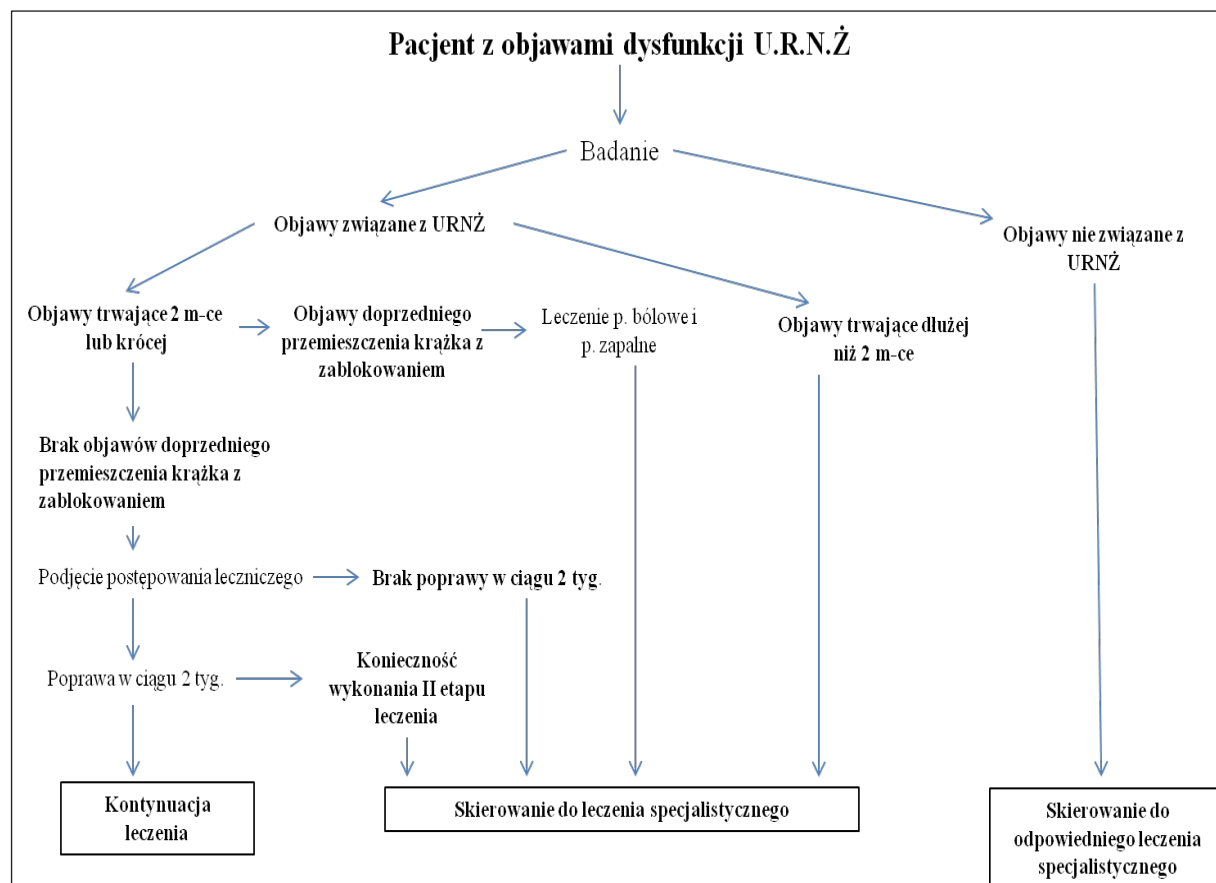 Pacjent z objawami dysfunkcji U.R.N.Ż
Badanie
Objawy związane z URNŻ
Objawy nie związane z
URNŻ
Objawy trwające 2 m-ce
lub krócej
Objawy doprzedniego
przemieszczenia krążka z
zablokowaniem
Leczenie p. bólowe i
p. zapalne
Objawy trwające dłużej
niż 2 m-ce
Brak objawów doprzedniego
przemieszczenia krążka z
zablokowaniem
Podjęcie postępowania leczniczego
Brak poprawy w ciągu 2 tyg.
Poprawa w ciągu 2 tyg.
Konieczność
wykonania II etapu
leczenia
Kontynuacja
leczenia
Skierowanie do leczenia specjalistycznego
Skierowanie do
odpowiedniego leczenia
specjalistycznego